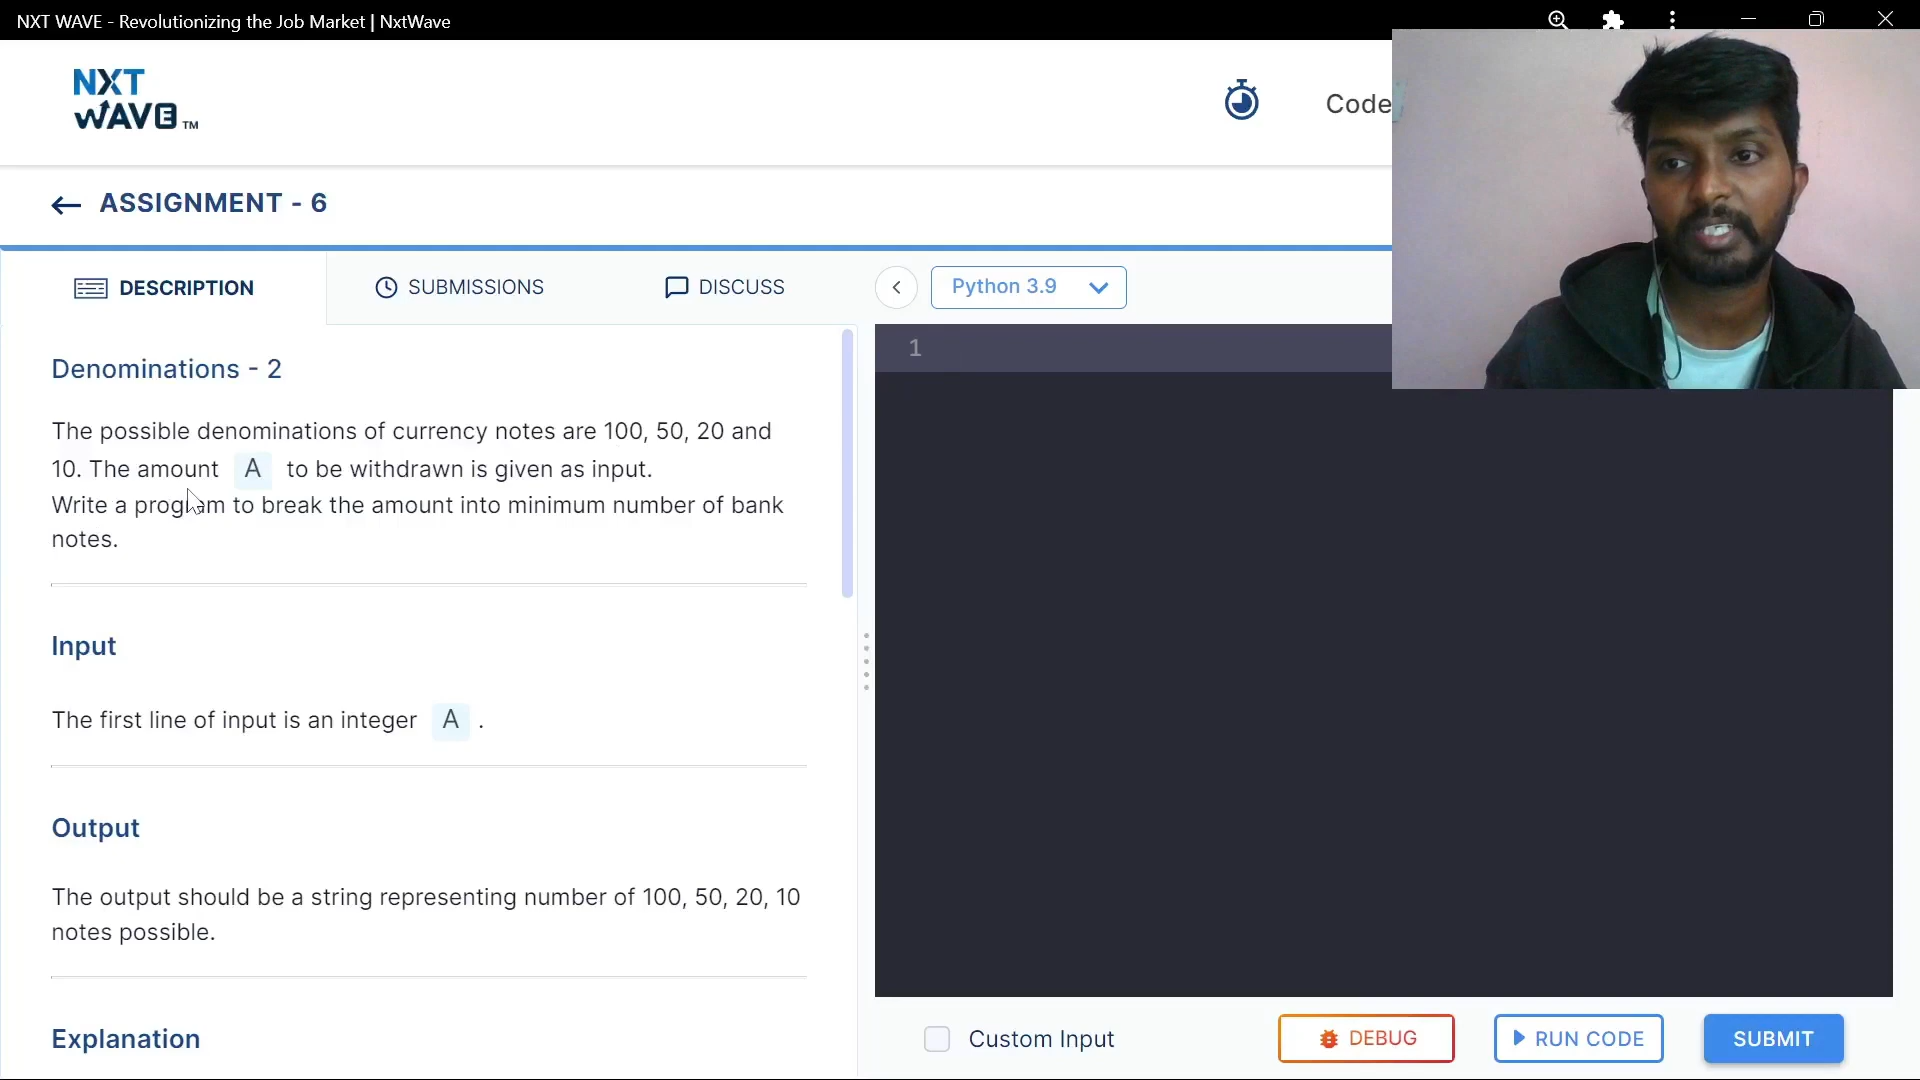 NXT WAVE - Revolutionizing the Job Market | NxtWave
NXT
WAVE TM
Code
ASSIGNMENT - 6
DESCRIPTION
SUBMISSIONS
DISCUSS
Python 3.9
1
Denominations - 2
The possible denominations of currency notes are 100, 50, 20 and
10. The amount A to be withdrawn is given as input.
Write a program to break the amount into minimum number of bank
notes.
Input
The first line of input is an integer A .
Output
The output should be a string representing number of 100, 50, 20, 10
notes possible.
Explanation
Custom Input
DEBUG
RUN CODE
SUBMIT